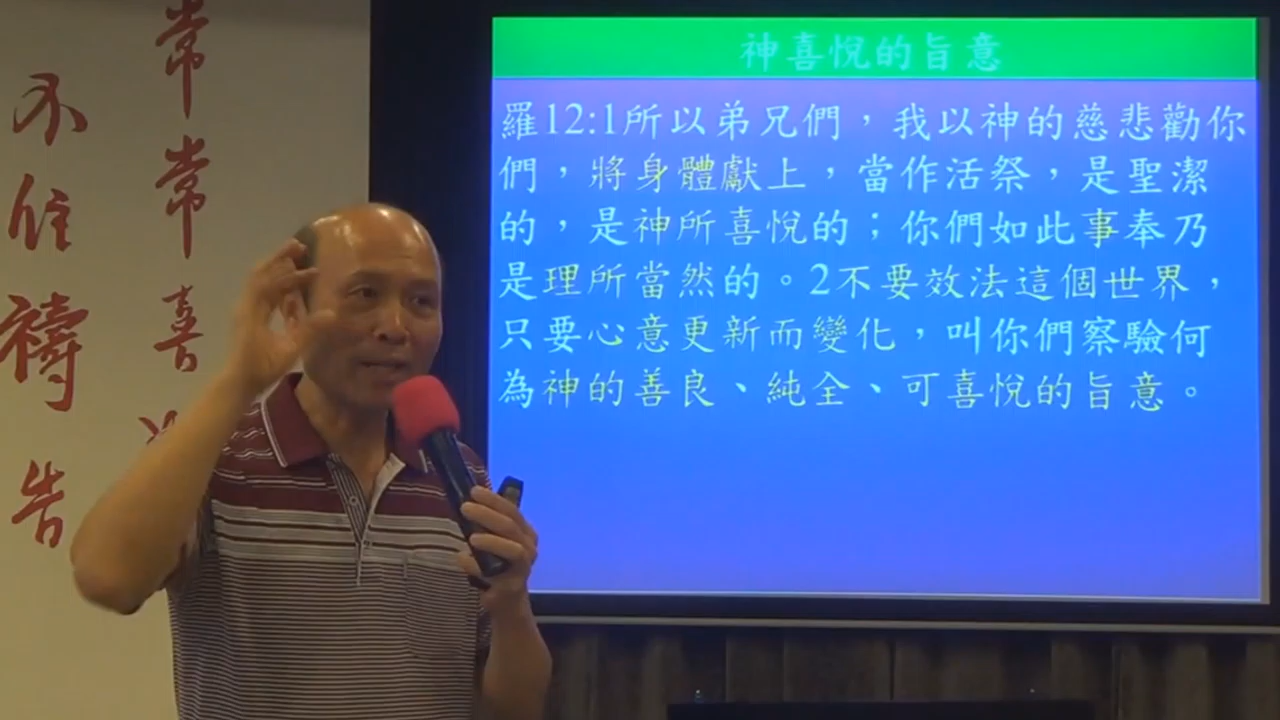 神喜悅的旨意
羅12:1所以弟兄們，我以神的慈悲勸你
們，將身體獻上，當作活祭，是聖潔
的，是神所喜悅的；你們如此事奉乃
是理所當然的。2不要效法這個世界，
只要心意更新而變化，叫你們察驗何
為神的善良、純全、可喜悅的旨意。
常常喜
不住禱告